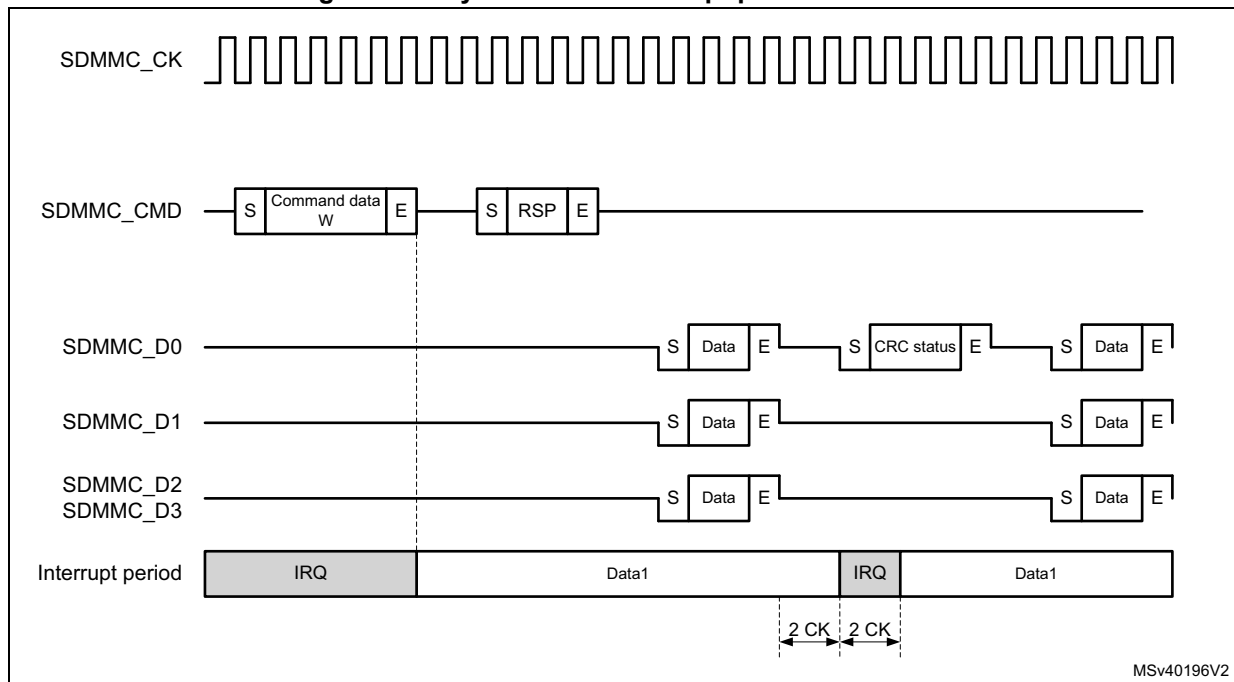 SDMMC_CK
SDMMC_CMD
S
Command data
W
E
S
RSP
E
SDMMC_D0
S
Data
E
S
CRC status
E
S
Data
E
SDMMC_D1
S
Data
E
S
Data
E
SDMMC_D2
SDMMC_D3
S
Data
E
S
Data
E
Interrupt period
IRQ
Data1
IRQ
Data1
2 CK
2 CK
MSv40196V2